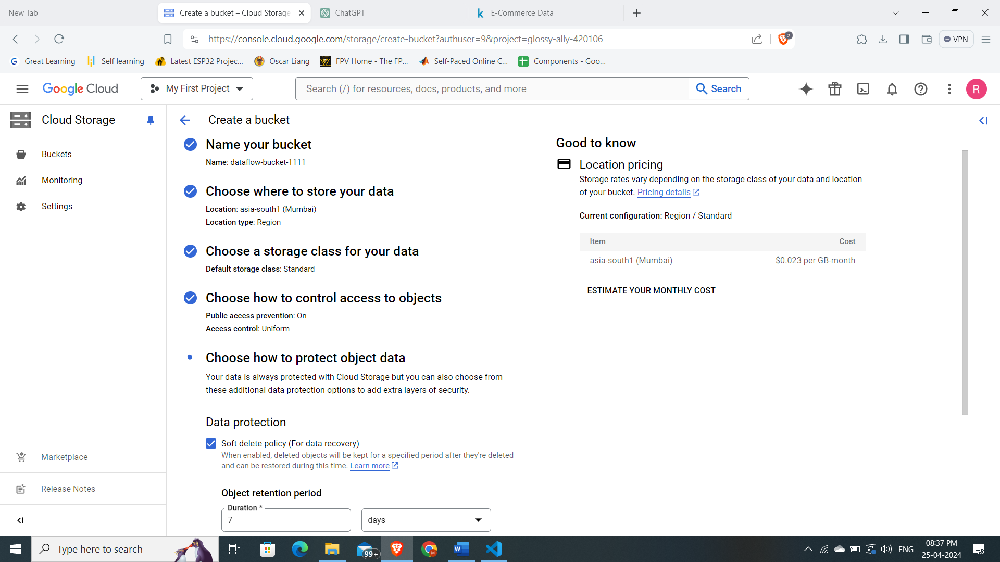 New Tab
Create a bucket – Cloud Storage
ChatGPT
E-Commerce Data
https://console.cloud.google.com/storage/create-bucket?authuser=9&project=glossy-ally-420106
2
VPN
Great Learning
Self learning
Latest ESP32 Projec...
Oscar Liang
FPV Home - The FP...
Self-Paced Online C...
Components - Goo...
Google Cloud
My First Project
Search (/) for resources, docs, products, and more
Search
R
Cloud Storage
Create a bucket
Buckets
Monitoring
Settings
Marketplace
Release Notes
Name your bucket
Name: dataflow-bucket-1111
Choose where to store your data
Location: asia-south1 (Mumbai)
Location type: Region
Choose a storage class for your data
Default storage class: Standard
Choose how to control access to objects
Public access prevention: On
Access control: Uniform
Choose how to protect object data
Your data is always protected with Cloud Storage but you can also choose from
these additional data protection options to add extra layers of security.
Data protection
Soft delete policy (For data recovery)
When enabled, deleted objects will be kept for a specified period after they're deleted
and can be restored during this time. Learn more
Object retention period
Duration *
7
days
Good to know
Location pricing
Storage rates vary depending on the storage class of your data and location
of your bucket. Pricing details
Current configuration: Region / Standard
Item Cost
asia-south1 (Mumbai) $0.023 per GB-month
ESTIMATE YOUR MONTHLY COST
Type here to search
99+
ENG
08:37 PM
25-04-2024